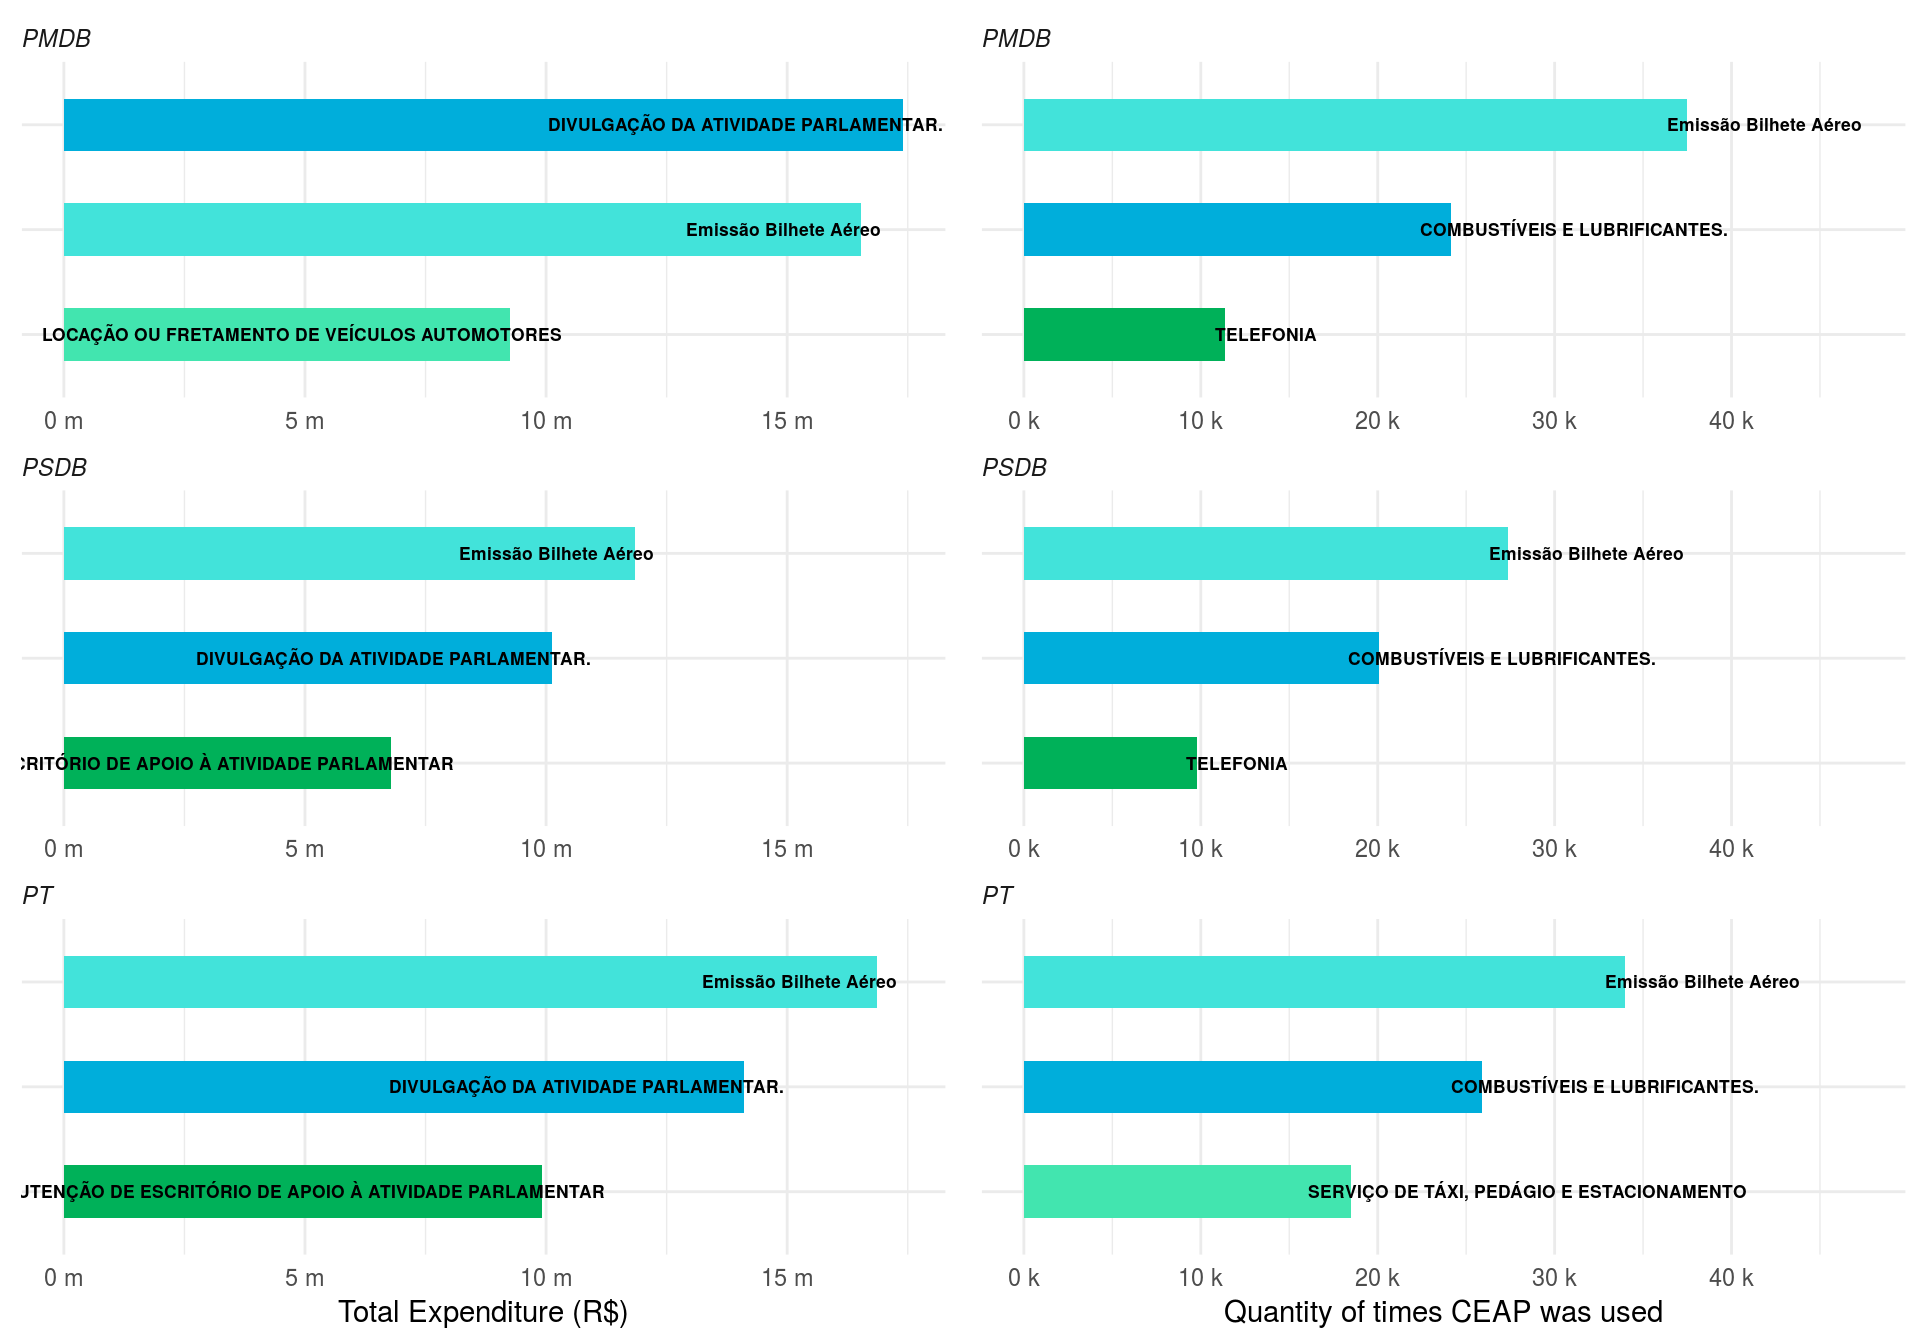 PMDB
DIVULGAÇÃO DA ATIVIDADE PARLAMENTAR.
Emissão Bilhete Aéreo
LOCAÇÃO OU FRETAMENTO DE VEÍCULOS AUTOMOTORES
0 m 5 m 10 m 15 m
PMDB
Emissão Bilhete Aéreo
COMBUSTÍVEIS E LUBRIFICANTES.
TELEFONIA
0 k 10 k 20 k 30 k 40 k
PSDB
Emissão Bilhete Aéreo
DIVULGAÇÃO DA ATIVIDADE PARLAMENTAR.
DE APOIO À ATIVIDADE PARLAMENTAR
0 m 5 m 10 m 15 m
PSDB
Emissão Bilhete Aéreo
COMBUSTÍVEIS E LUBRIFICANTES.
TELEFONIA
0 k 10 k 20 k 30 k 40 k
PT
Emissão Bilhete Aéreo
DIVULGAÇÃO DA ATIVIDADE PARLAMENTAR.
DE ESCRITÓRIO DE APOIO À ATIVIDADE PARLAMENTAR
0 m 5 m 10 m 15 m
Total Expenditure (R$)
PT
Emissão Bilhete Aéreo
COMBUSTÍVEIS E LUBRIFICANTES.
SERVIÇO DE TÁXI, PEDÁGIO E ESTACIONAMENTO
0 k 10 k 20 k 30 k 40 k
Quantity of times CEAP was used